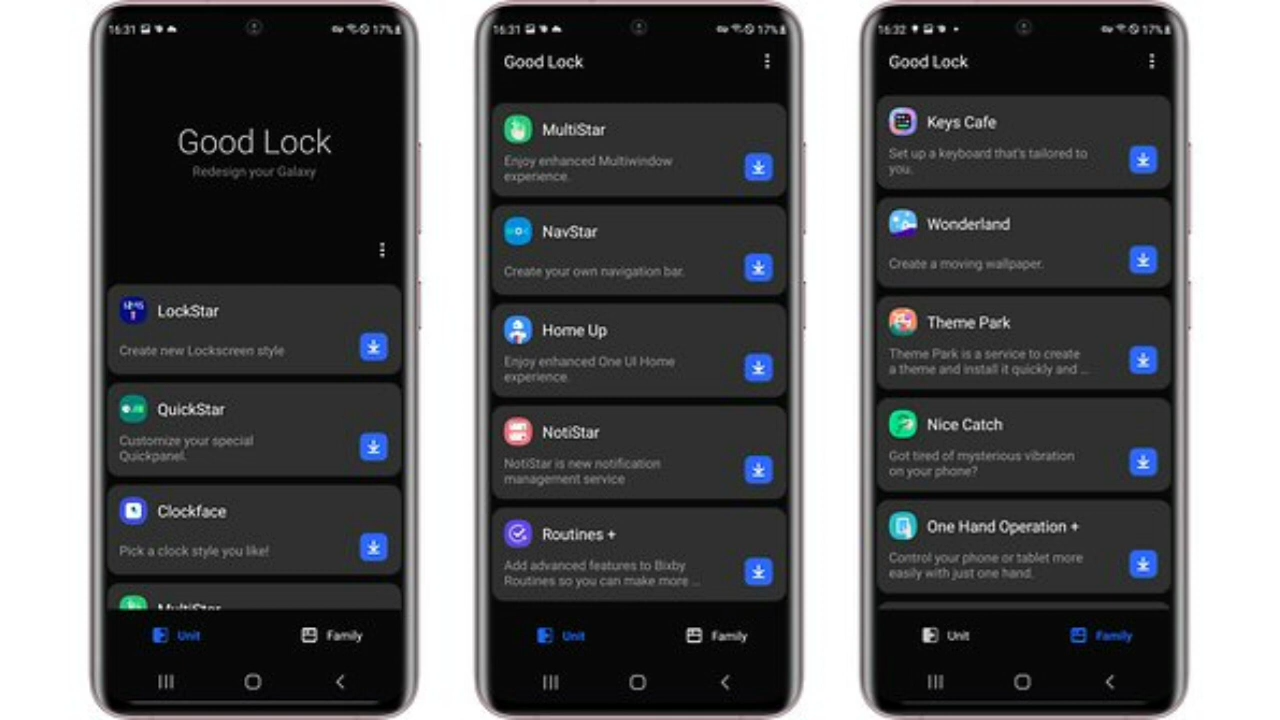 16:31
17%
Good Lock
Redesign your Galaxy
LockStar
Create new Lockscreen style
QuickStar
Customize your special
Quickpanel.
Clockface
Pick a clock style you like!
MultiStar
Unit
Family
16:31
17%
Good Lock
MultiStar
Enjoy enhanced Multiwindow
experience.
NavStar
Create your own navigation bar.
Home Up
Enjoy enhanced One UI Home
experience.
NotiStar
NotiStar is new notification
management service
Routines +
Add advanced features to Bixby
Routines so you can make more ...
Unit
Family
16:32
17%
Good Lock
Keys Cafe
Set up a keyboard that's tailored to
you.
Wonderland
Create a moving wallpaper.
Theme Park
Theme Park is a service to create
a theme and install it quickly and ...
Nice Catch
Got tired of mysterious vibration
on your phone?
One Hand Operation +
Control your phone or tablet more
easily with just one hand.
Unit
Family